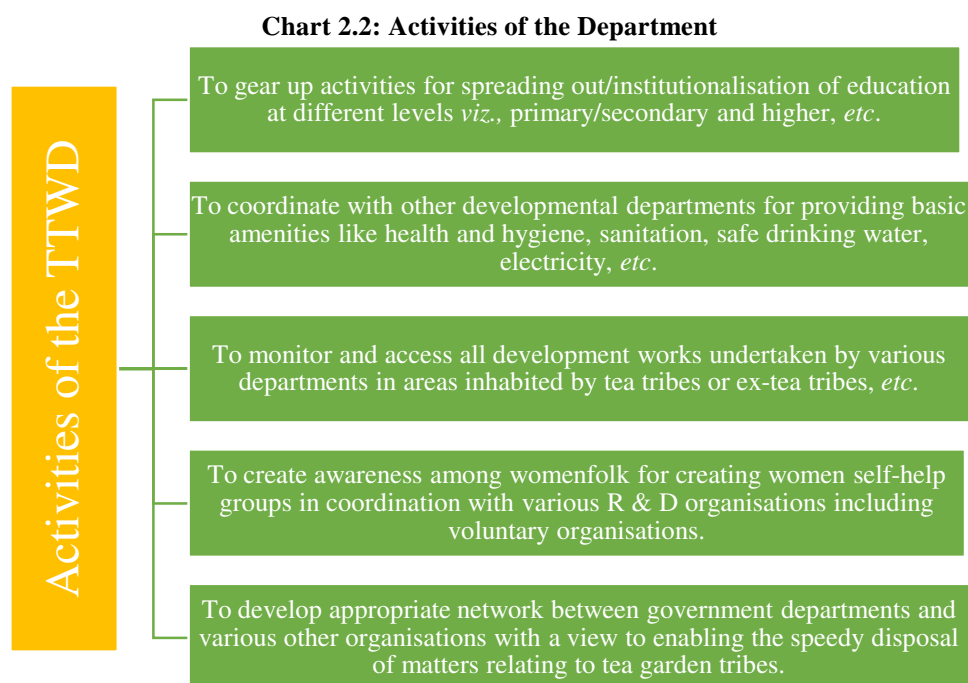 Chart 2.2: Activities of the Department
Activities of the TTWD
To gear up activities for spreading out/institutionalisation of education
at different levels viz., primary/secondary and higher, etc.
To coordinate with other developmental departments for providing basic
amenities like health and hygiene, sanitation, safe drinking water,
electricity, etc.
To monitor and access all development works undertaken by various
departments in areas inhabited by tea tribes or ex-tea tribes, etc.
To create awareness among womenfolk for creating women self-help
groups in coordination with various R & D organisations including
voluntary organisations.
To develop appropriate network between government departments and
various other organisations with a view to enabling the speedy disposal
of matters relating to tea garden tribes.